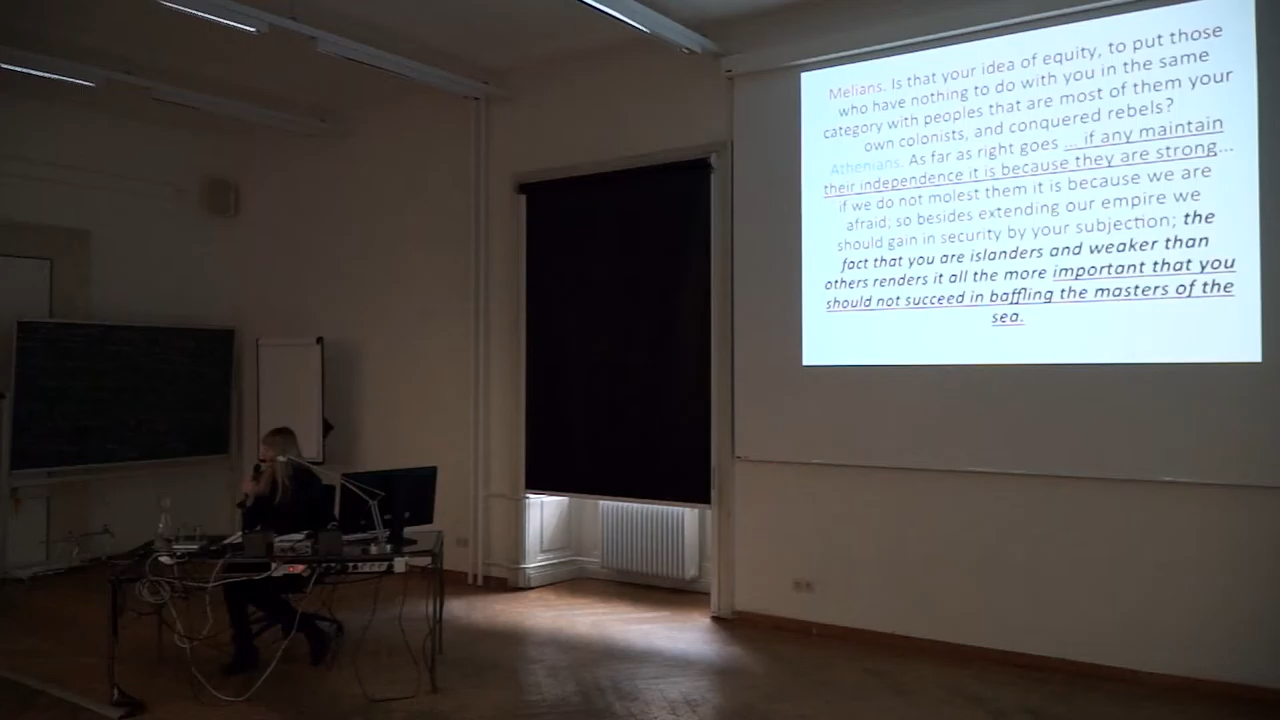 Melians. Is that your idea of equity, to put those
who have nothing to do with you in the same
category with peoples that are most of them your
own colonists, and conquered rebels?
Athenians. As far as right goes ... if any maintain
their independence it is because they are strong...
if we do not molest them it is because we are
afraid; so besides extending our empire we
should gain in security by your subjection; the
fact that you are islanders and weaker than
others renders it all the more important that you
should not succeed in baffling the masters of the
sea.